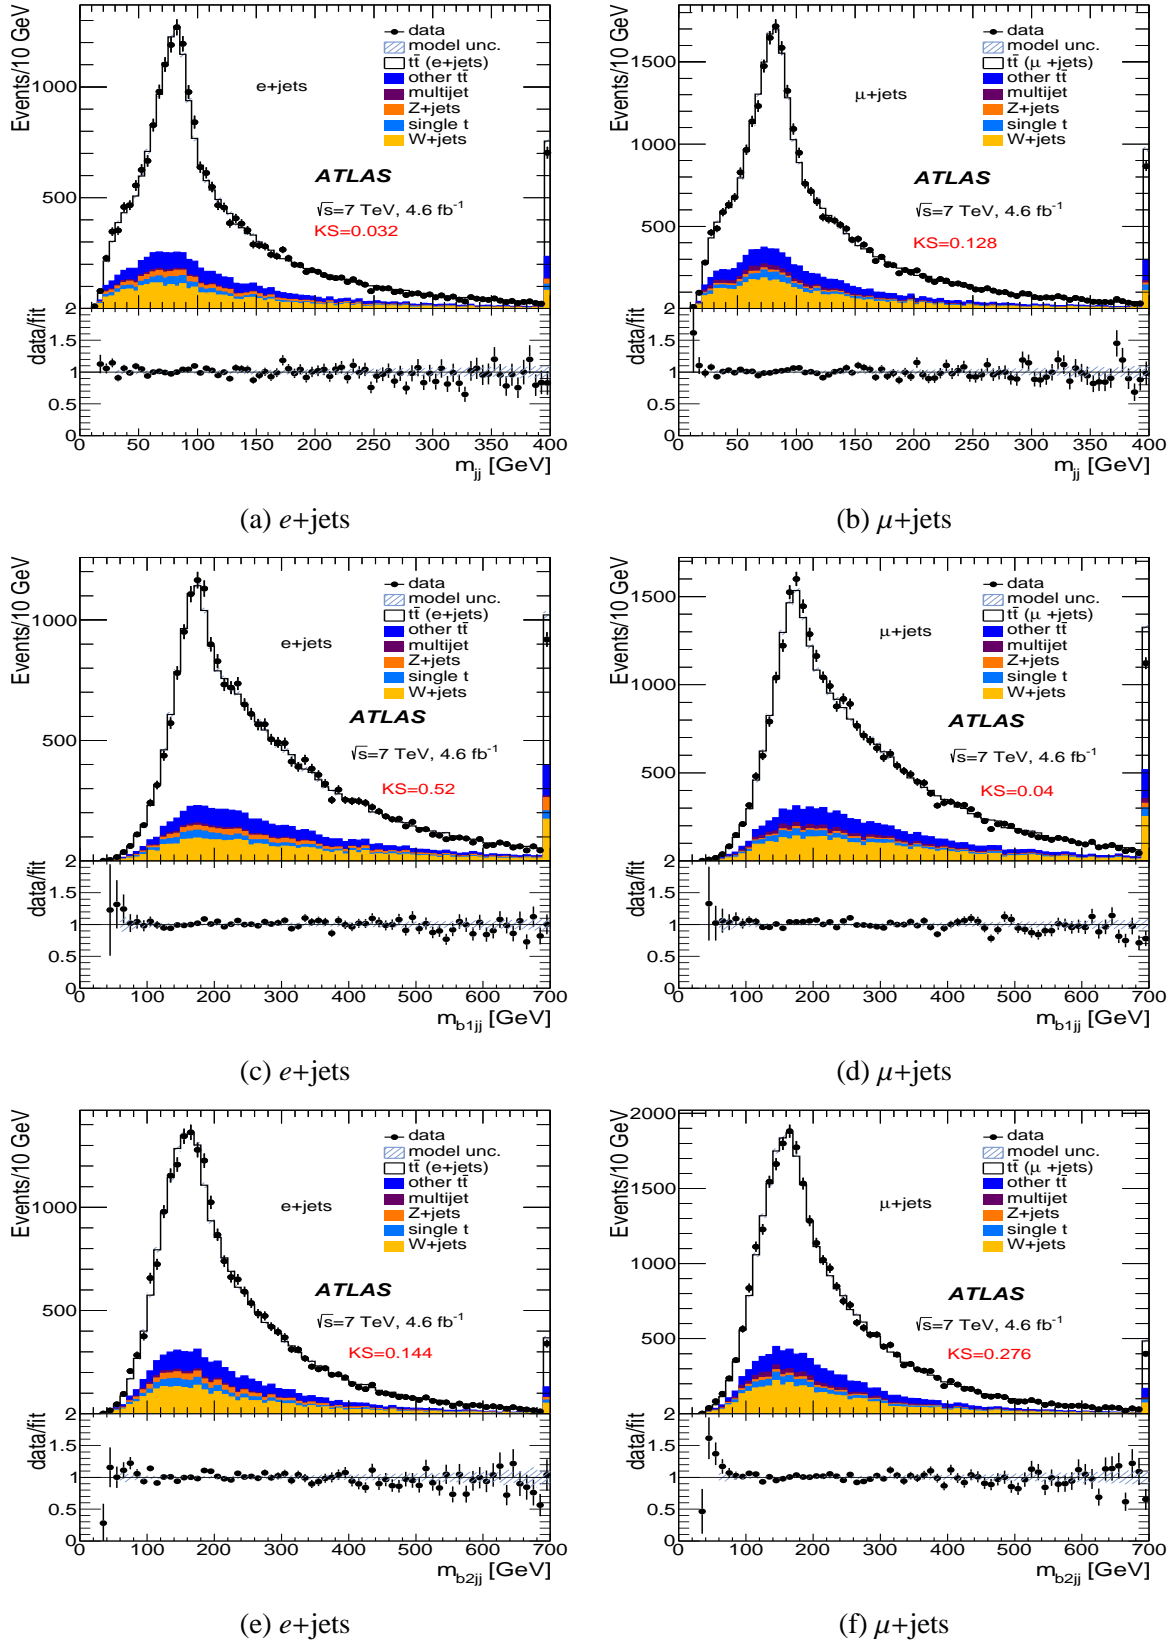 Events/10 GeV
1000
500
data
model unc.
tt̄ (e+jets)
other tt̄
multijet
Z+jets
single t
W+jets
e+jets
ATLAS
√s=7 TeV, 4.6 fb⁻¹
KS=0.032
data/fit
2
1.5
1
0.5
0
0 50 100 150 200 250 300 350 400
m_jj [GeV]
(a) e+jets
Events/10 GeV
1500
1000
500
data
model unc.
tt̄ (μ +jets)
other tt̄
multijet
Z+jets
single t
W+jets
μ+jets
ATLAS
√s=7 TeV, 4.6 fb⁻¹
KS=0.128
data/fit
2
1.5
1
0.5
0
0 50 100 150 200 250 300 350 400
m_jj [GeV]
(b) μ+jets
Events/10 GeV
1000
500
data
model unc.
tt̄ (e+jets)
other tt̄
multijet
Z+jets
single t
W+jets
e+jets
ATLAS
√s=7 TeV, 4.6 fb⁻¹
KS=0.52
data/fit
2
1.5
1
0.5
0
0 100 200 300 400 500 600 700
m_b1jj [GeV]
(c) e+jets
Events/10 GeV
1500
1000
500
data
model unc.
tt̄ (μ +jets)
other tt̄
multijet
Z+jets
single t
W+jets
μ+jets
ATLAS
√s=7 TeV, 4.6 fb⁻¹
KS=0.04
data/fit
2
1.5
1
0.5
0
0 100 200 300 400 500 600 700
m_b1jj [GeV]
(d) μ+jets
Events/10 GeV
1000
500
data
model unc.
tt̄ (e+jets)
other tt̄
multijet
Z+jets
single t
W+jets
e+jets
ATLAS
√s=7 TeV, 4.6 fb⁻¹
KS=0.144
data/fit
2
1.5
1
0.5
0
0 100 200 300 400 500 600 700
m_b2jj [GeV]
(e) e+jets
Events/10 GeV
2000
1500
1000
500
data
model unc.
tt̄ (μ +jets)
other tt̄
multijet
Z+jets
single t
W+jets
μ+jets
ATLAS
√s=7 TeV, 4.6 fb⁻¹
KS=0.276
data/fit
2
1.5
1
0.5
0
0 100 200 300 400 500 600 700
m_b2jj [GeV]
(f) μ+jets